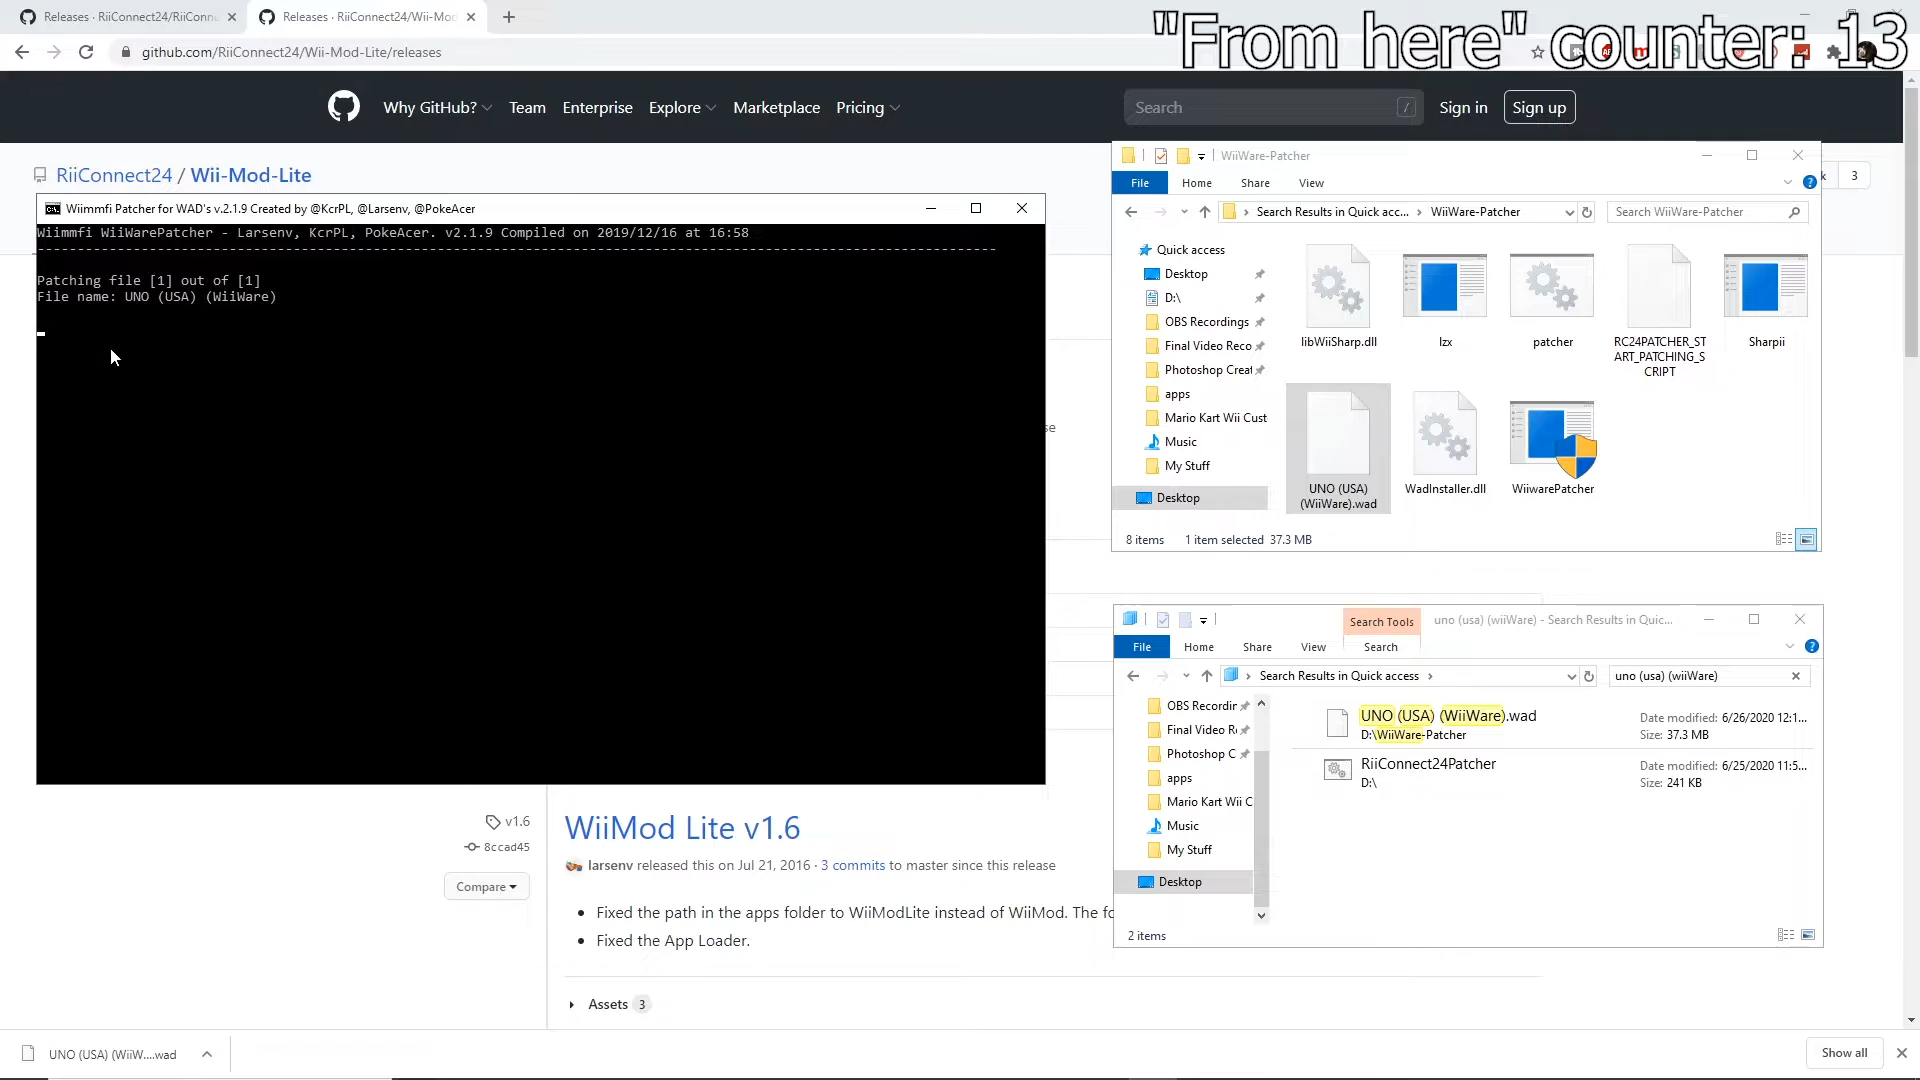 Releases · RiiConnect24/RiiConn
Releases · RiiConnect24/Wii-Mod
"From here" counter: 13
github.com/RiiConnect24/Wii-Mod-Lite/releases
Why GitHub?
Team
Enterprise
Explore
Marketplace
Pricing
Search
/
Sign in
Sign up
RiiConnect24 / Wii-Mod-Lite
3
Wiimmfi Patcher for WAD's v.2.1.9 Created by @KcrPL, @Larsenv, @PokeAcer
Wiimmfi WiiWarePatcher - Larsenv, KcrPL, PokeAcer. v2.1.9 Compiled on 2019/12/16 at 16:58
Patching file [1] out of [1]
File name: UNO (USA) (WiiWare)
WiiWare-Patcher
File
Home
Share
View
Search Results in Quick acc...
WiiWare-Patcher
Search WiiWare-Patcher
Quick access
Desktop
D:\
OBS Recordings
Final Video Reco
Photoshop Creat
apps
Mario Kart Wii Cust
Music
My Stuff
Desktop
libWiiSharp.dll
lzx
patcher
RC24PATCHER_ST
ART_PATCHING_S
CRIPT
Sharpii
UNO (USA)
(WiiWare).wad
WadInstaller.dll
WiiwarePatcher
8 items
1 item selected 37.3 MB
Search Tools
uno (usa) (wiiWare) - Search Results in Quic...
File
Home
Share
View
Search
Search Results in Quick access
uno (usa) (wiiWare)
OBS Recordir
Final Video R
Photoshop C
apps
Mario Kart Wii C
Music
My Stuff
Desktop
UNO (USA) (WiiWare).wad
D:\WiiWare-Patcher
Date modified: 6/26/2020 12:1...
Size: 37.3 MB
RiiConnect24Patcher
D:\
Date modified: 6/25/2020 11:5...
Size: 241 KB
2 items
v1.6
8ccad45
Compare
WiiMod Lite v1.6
larsenv released this on Jul 21, 2016 · 3 commits to master since this release
Fixed the path in the apps folder to WiiModLite instead of WiiMod. The fo
Fixed the App Loader.
Assets 3
UNO (USA) (WiiW....wad
Show all